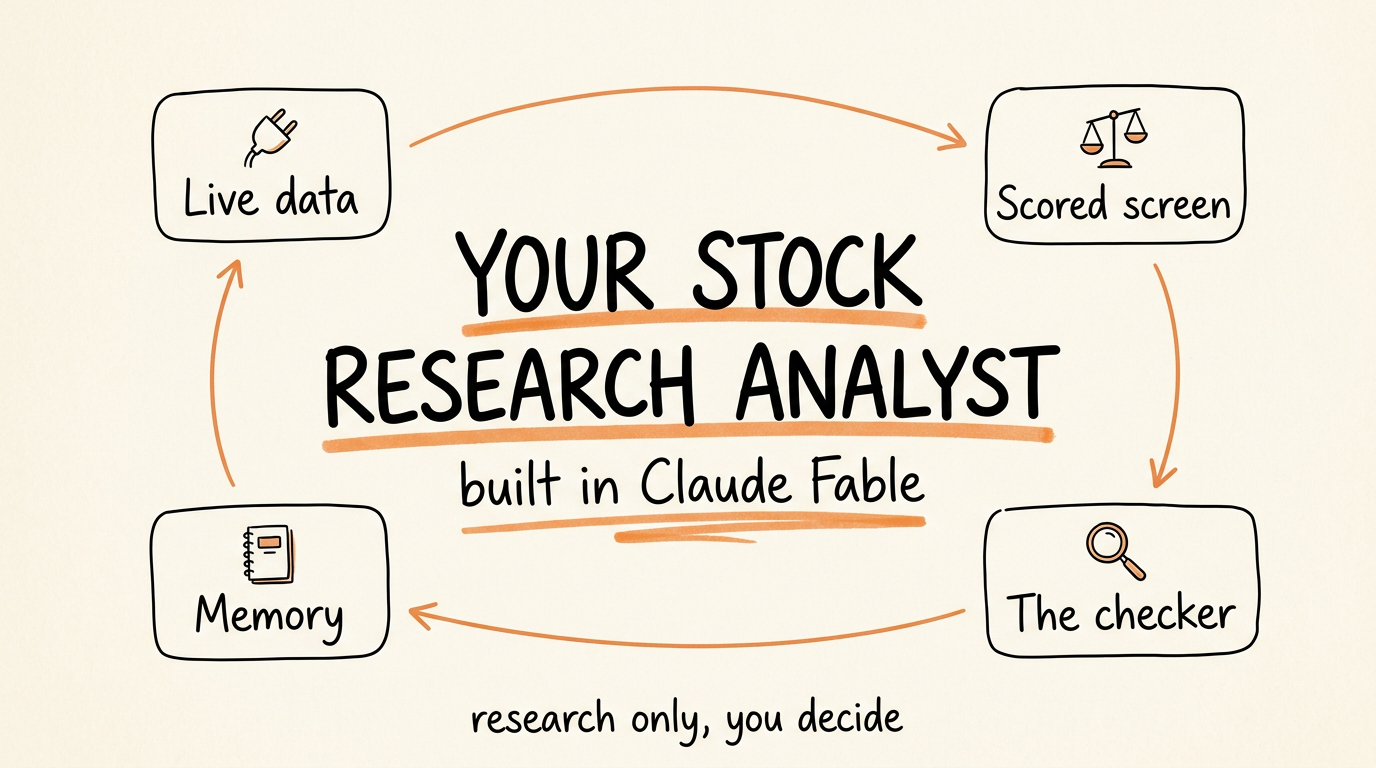 Live data
Scored screen
YOUR STOCK
RESEARCH ANALYST
built in Claude Fable
Memory
The checker
research only, you decide